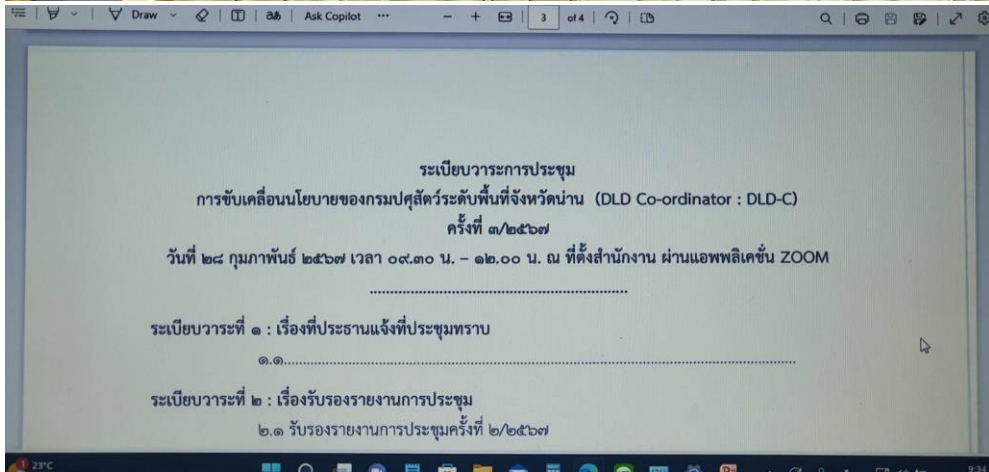 Draw
Ask Copilot
3 of 4
ระเบียบวาระการประชุม
การขับเคลื่อนนโยบายของกรมปศุสัตว์ระดับพื้นที่จังหวัดน่าน (DLD Co-ordinator : DLD-C)
ครั้งที่ ๓/๒๕๖๗
วันที่ ๒๘ กุมภาพันธ์ ๒๕๖๗ เวลา ๐๙.๓๐ น. – ๑๒.๐๐ น. ณ ที่ตั้งสำนักงาน ผ่านแอพพลิเคชั่น ZOOM
ระเบียบวาระที่ ๑ : เรื่องที่ประธานแจ้งที่ประชุมทราบ
๑.๑
ระเบียบวาระที่ ๒ : เรื่องรับรองรายงานการประชุม
๒.๑ รับรองรายงานการประชุมครั้งที่ ๒/๒๕๖๗
23°C
9:34